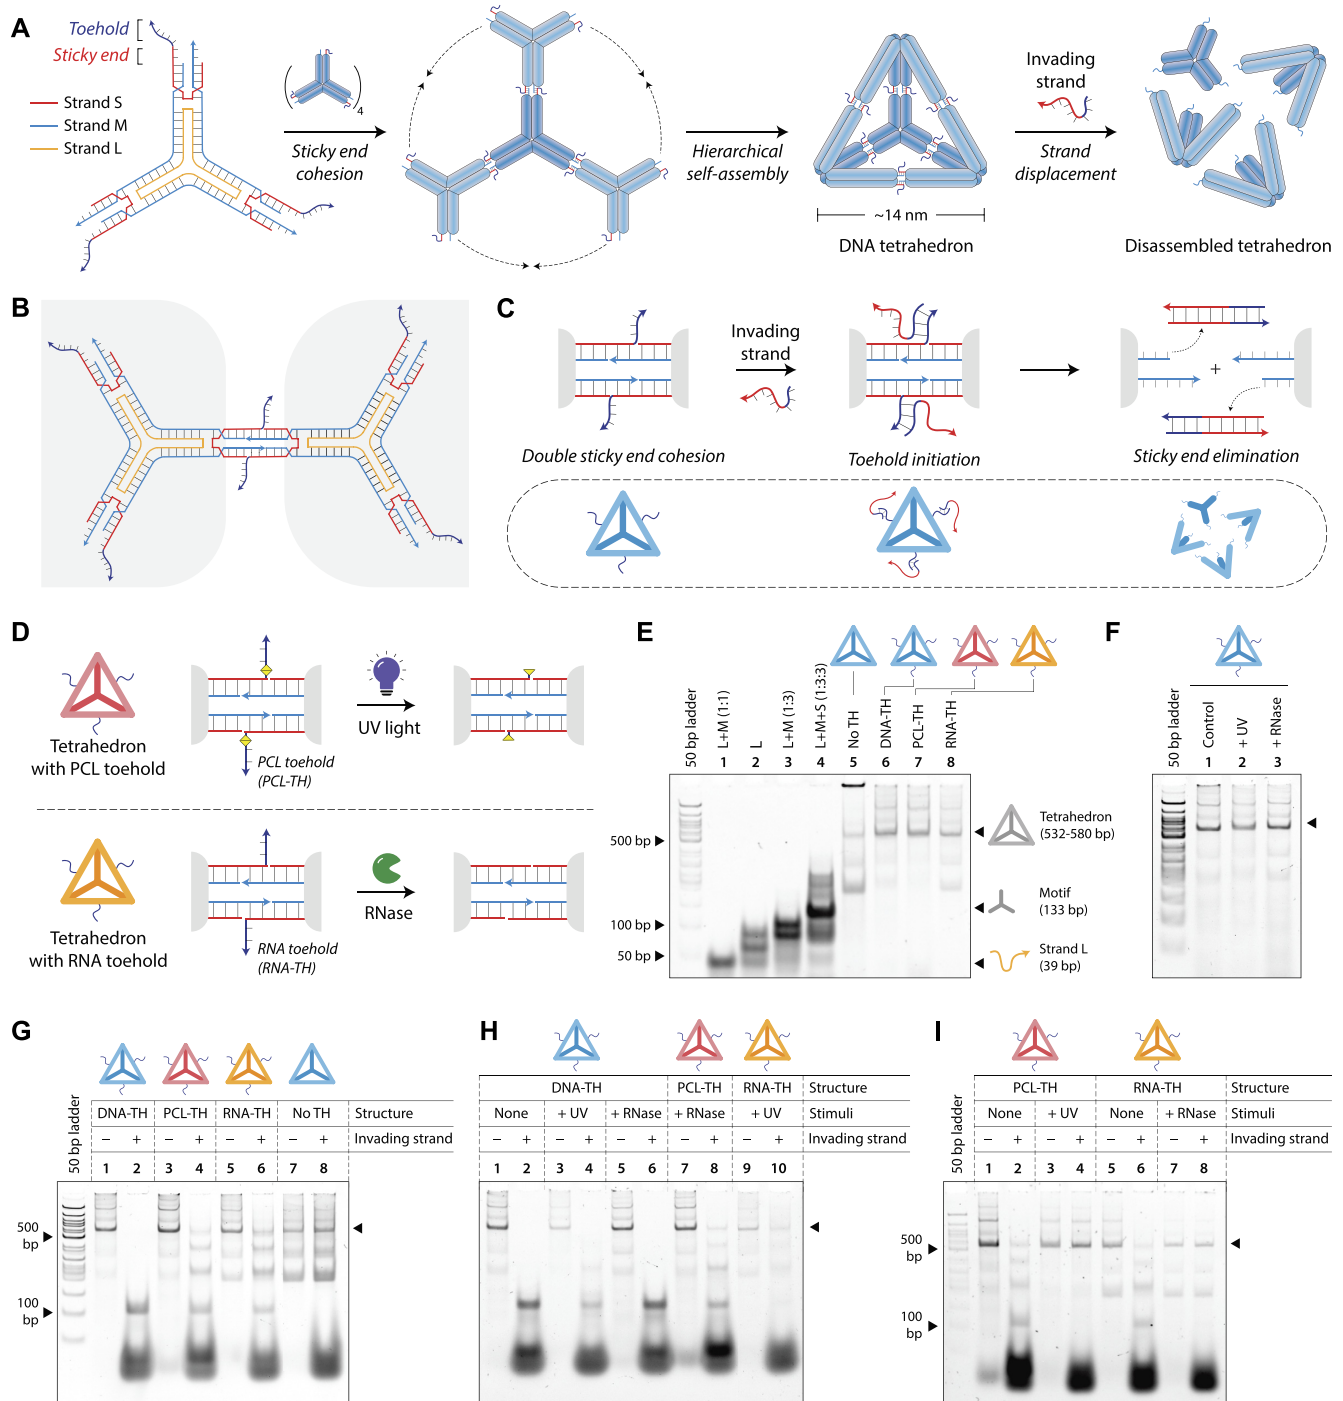 A
Toehold
Sticky end
Strand S
Strand M
Strand L
4
Sticky end
cohesion
Hierarchical
self-assembly
~14 nm
DNA tetrahedron
Invading
strand
Strand
displacement
Disassembled tetrahedron
B
C
Invading
strand
+
Double sticky end cohesion
Toehold initiation
Sticky end elimination
D
Tetrahedron
with PCL toehold
PCL toehold
(PCL-TH)
UV light
Tetrahedron
with RNA toehold
RNA toehold
(RNA-TH)
RNase
E
50 bp ladder
L+M (1:1)
L
L+M (1:3)
L+M+S (1:3:3)
No TH
DNA-TH
PCL-TH
RNA-TH
1 2 3 4 5 6 7 8
500 bp
100 bp
50 bp
Tetrahedron
(532-580 bp)
Motif
(133 bp)
Strand L
(39 bp)
F
50 bp ladder
Control
+ UV
+ RNase
1 2 3
G
50 bp ladder
DNA-TH PCL-TH RNA-TH No TH Structure
– + – + – + – + Invading strand
1 2 3 4 5 6 7 8
500
bp
100
bp
H
DNA-TH PCL-TH RNA-TH Structure
None + UV + RNase + RNase + UV Stimuli
– + – + – + – + – + Invading strand
1 2 3 4 5 6 7 8 9 10
I
50 bp ladder
PCL-TH RNA-TH Structure
None + UV None + RNase Stimuli
– + – + – + – + Invading strand
1 2 3 4 5 6 7 8
500
bp
100
bp